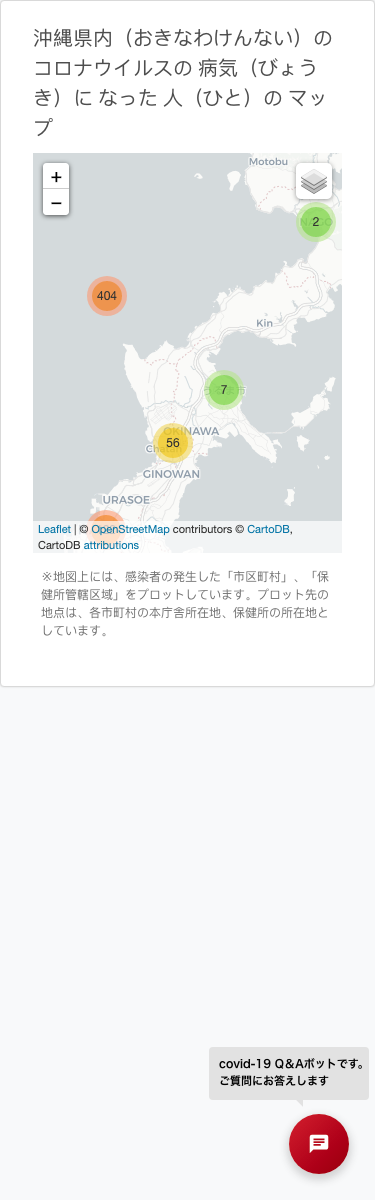 沖縄県内（おきなわけんない）の
コロナウイルスの 病気（びょう
き）に なった 人（ひと）の マッ
プ
Motobu
+
−
2
404
Kin
7
OKINAWA
56
GINOWAN
URASOE
Leaflet | © OpenStreetMap contributors © CartoDB,
CartoDB attributions
※地図上には、感染者の発生した「市区町村」、「保
健所管轄区域」をプロットしています。プロット先の
地点は、各市町村の本庁舎所在地、保健所の所在地と
しています。
covid-19 Q＆Aボットです。
ご質問にお答えします